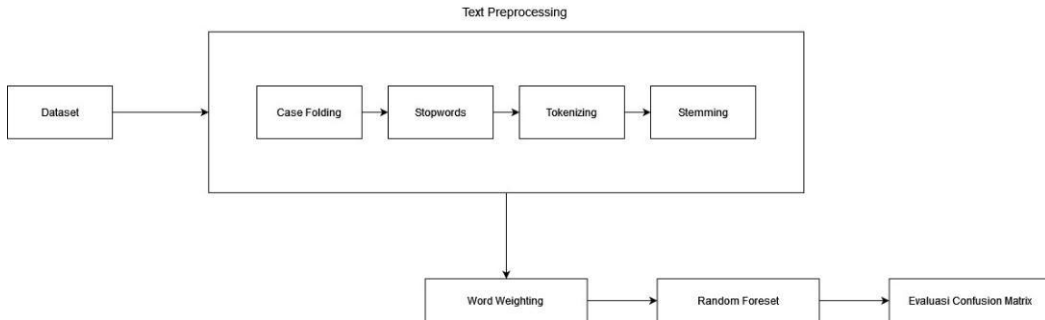 Text Preprocessing
Dataset
Case Folding
Stopwords
Tokenizing
Stemming
Word Weighting
Random Foreset
Evaluasi Confusion Matrix